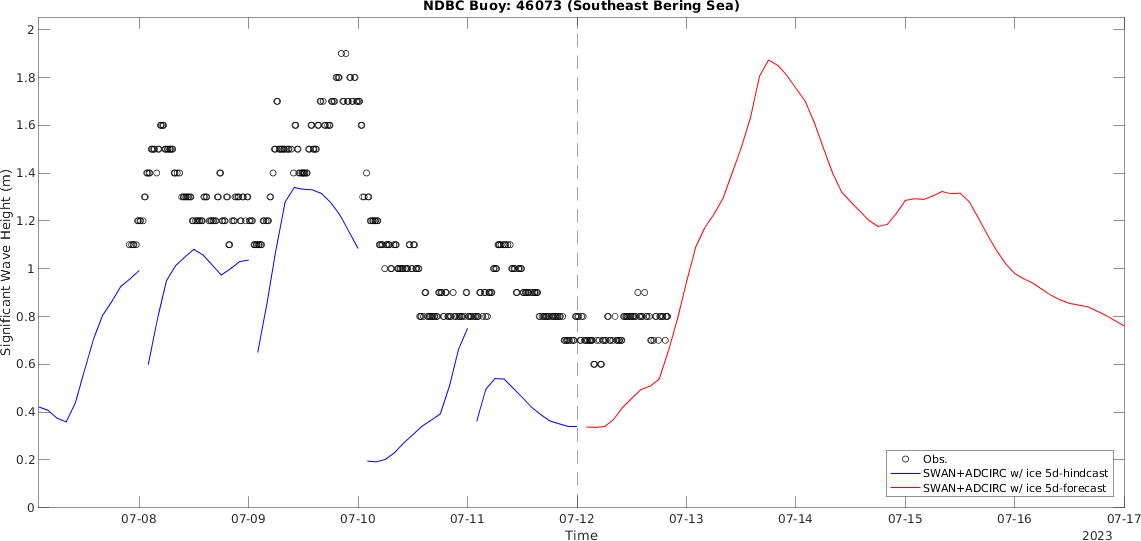 NDBC Buoy: 46073 (Southeast Bering Sea)
Significant Wave Height (m)
2
1.8
1.6
1.4
1.2
1
0.8
0.6
0.4
0.2
0
Obs.
SWAN+ADCIRC w/ ice 5d-hindcast
SWAN+ADCIRC w/ ice 5d-forecast
07-08 07-09 07-10 07-11 07-12 07-13 07-14 07-15 07-16 07-17
Time
2023